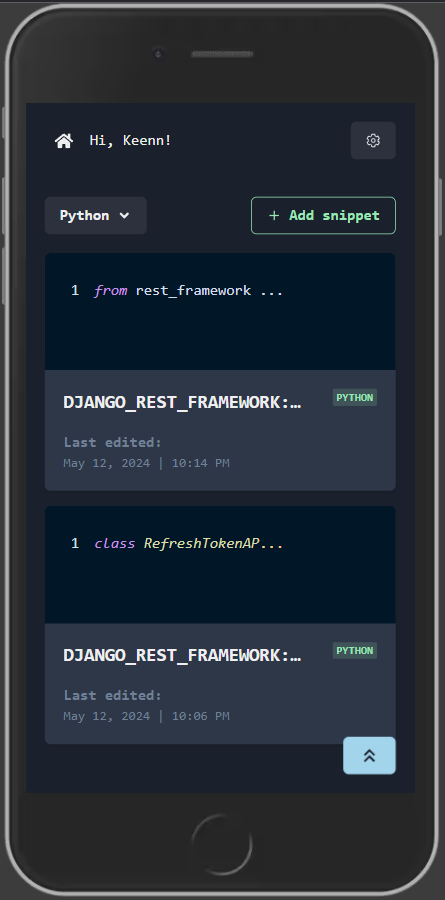 Hi, Keenn!
Python
+ Add snippet
1 from rest_framework ...
DJANGO_REST_FRAMEWORK:…
PYTHON
Last edited:
May 12, 2024 | 10:14 PM
1 class RefreshTokenAP...
DJANGO_REST_FRAMEWORK:…
PYTHON
Last edited:
May 12, 2024 | 10:06 PM